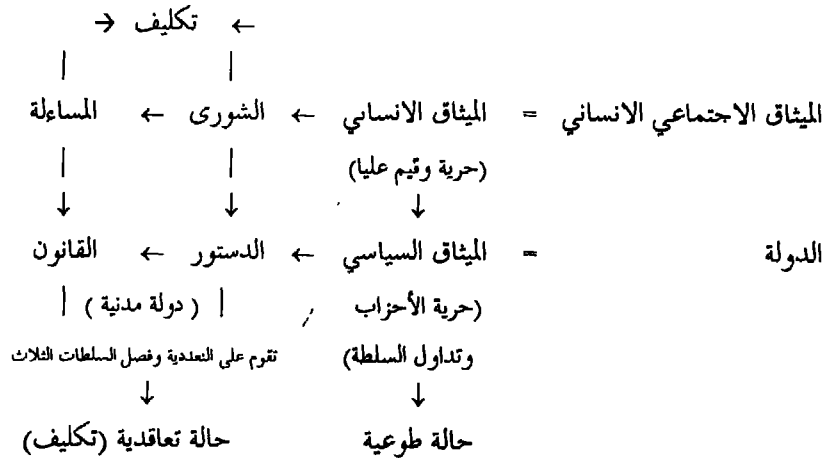 ← تكليف →
| |
الميثاق الاجتماعي الانساني = الميثاق الانساني ← الشورى ← المساءلة
(حرية وقيم عليا) | |
↓ ↓ ↓
الدولة = الميثاق السياسي ← الدستور ← القانون
(حرية الأحزاب | ( دولة مدنية ) |
وتداول السلطة) تقوم على التعددية وفصل السلطات الثلاث
↓ ↓
حالة طوعية حالة تعاقدية (تكليف)